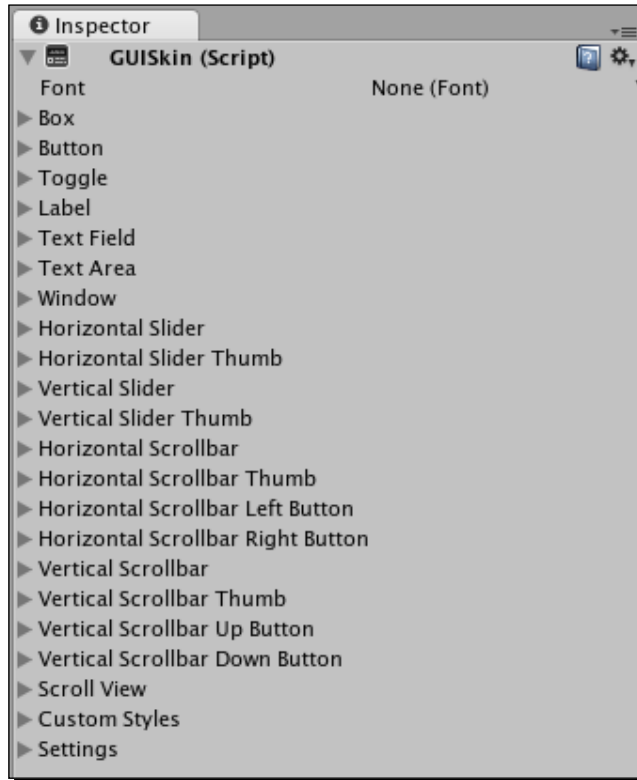 Inspector
GUISkin (Script)
Font None (Font)
Box
Button
Toggle
Label
Text Field
Text Area
Window
Horizontal Slider
Horizontal Slider Thumb
Vertical Slider
Vertical Slider Thumb
Horizontal Scrollbar
Horizontal Scrollbar Thumb
Horizontal Scrollbar Left Button
Horizontal Scrollbar Right Button
Vertical Scrollbar
Vertical Scrollbar Thumb
Vertical Scrollbar Up Button
Vertical Scrollbar Down Button
Scroll View
Custom Styles
Settings